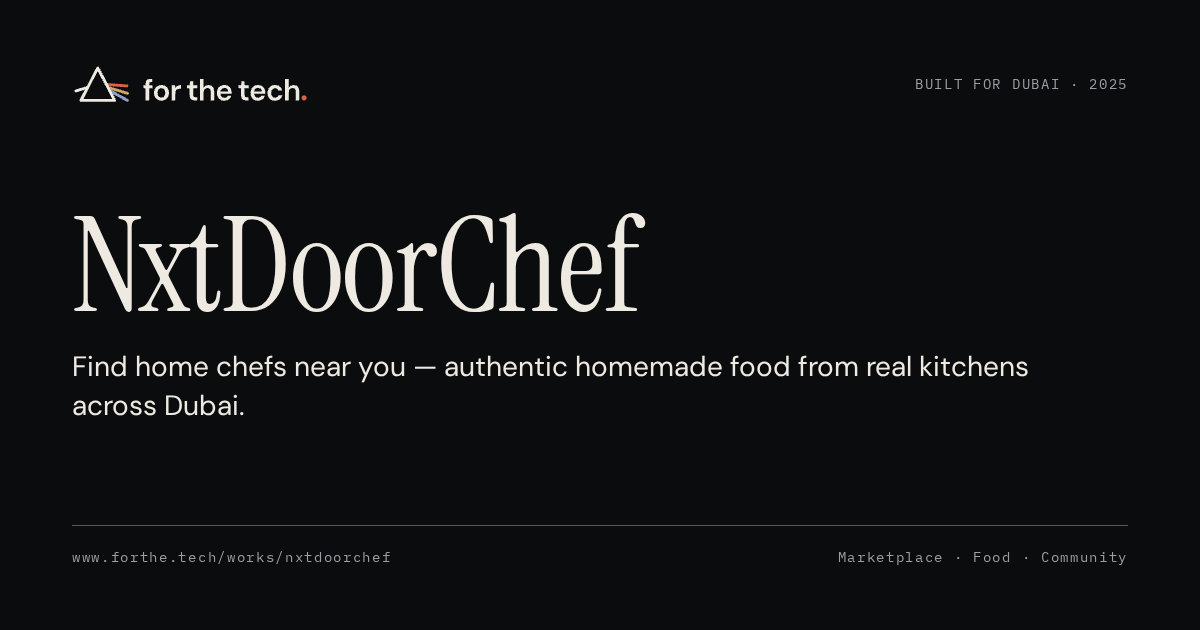 for the tech.
BUILT FOR DUBAI · 2025
NxtDoorChef
Find home chefs near you — authentic homemade food from real kitchens
across Dubai.
www.forthe.tech/works/nxtdoorchef
Marketplace · Food · Community